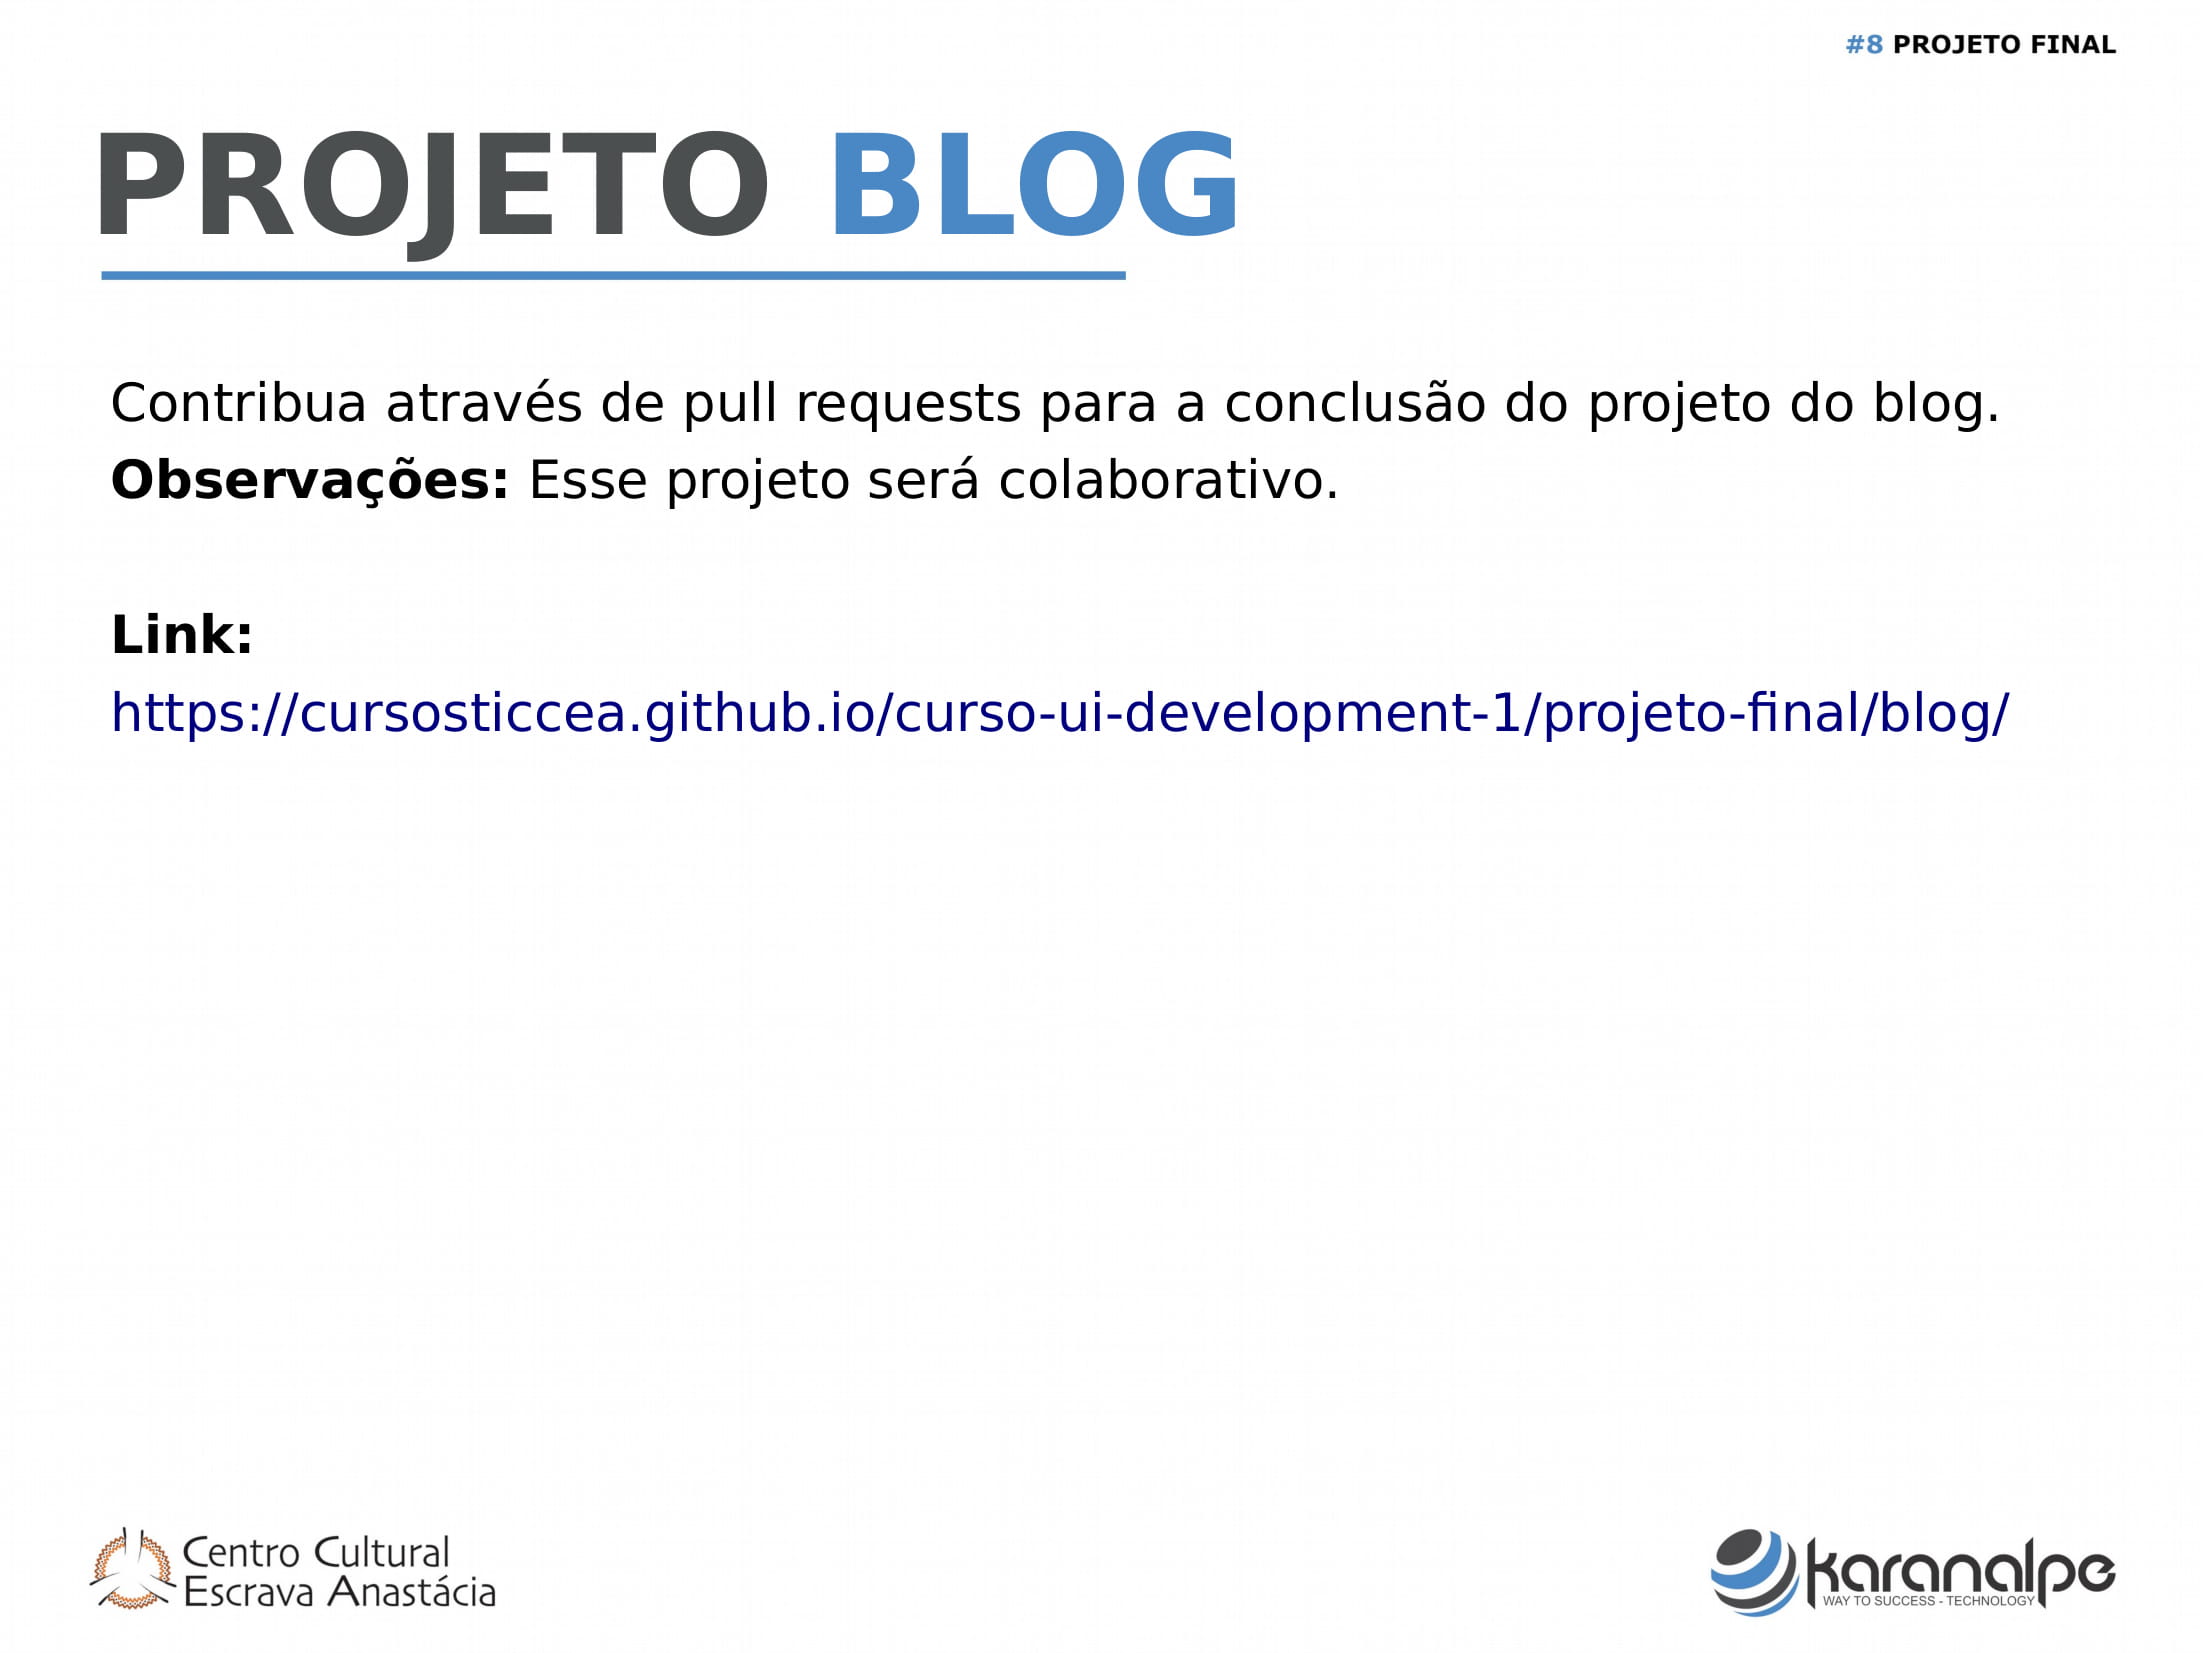 #8 PROJETO FINAL
PROJETO BLOG
Contribua através de pull requests para a conclusão do projeto do blog.
Observações: Esse projeto será colaborativo.
Link:
https://cursosticcea.github.io/curso-ui-development-1/projeto-final/blog/
Centro Cultural
Escrava Anastácia
karanalpe
WAY TO SUCCESS - TECHNOLOGY